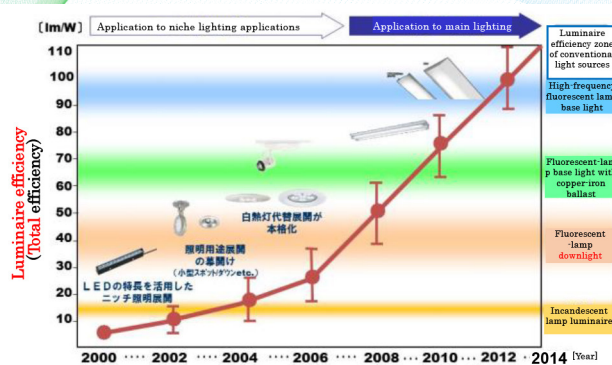 [lm/W]
Application to niche lighting applications
Application to main lighting
Luminaire
efficiency zone
of conventiona
light sources
110
100
90
80
70
60
50
40
30
20
10
Luminaire efficiency
(Total efficiency)
High-frequency
fluorescent lam
base light
Fluorescent-lam
p base light with
copper-iron
ballast
Fluorescent
-lamp
downlight
Incandescent
lamp luminaire
白熱灯代替展開が
本格化
照明用途展開
の幕開け
(小型スポット/ダウンetc.)
LEDの特長を活用した
ニッチ照明展開
2000 ···· 2002 ···· 2004 ···· 2006 ···· 2008 ··· 2010 ··· 2012 · 2014 [Year]